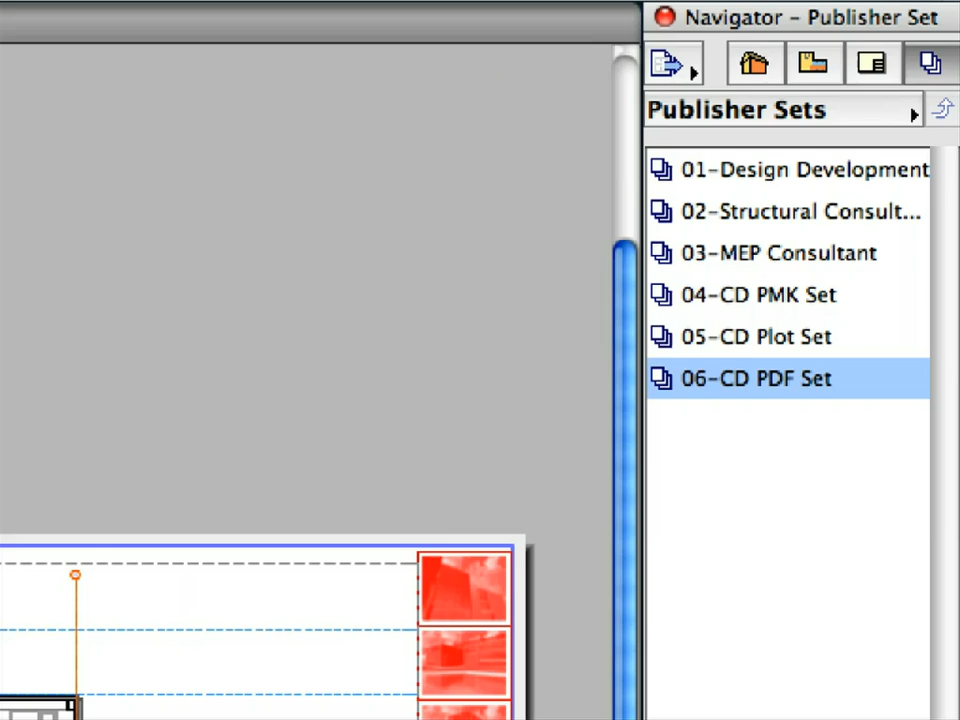 Navigator - Publisher Set
Publisher Sets
01-Design Development
02-Structural Consult...
03-MEP Consultant
04-CD PMK Set
05-CD Plot Set
06-CD PDF Set